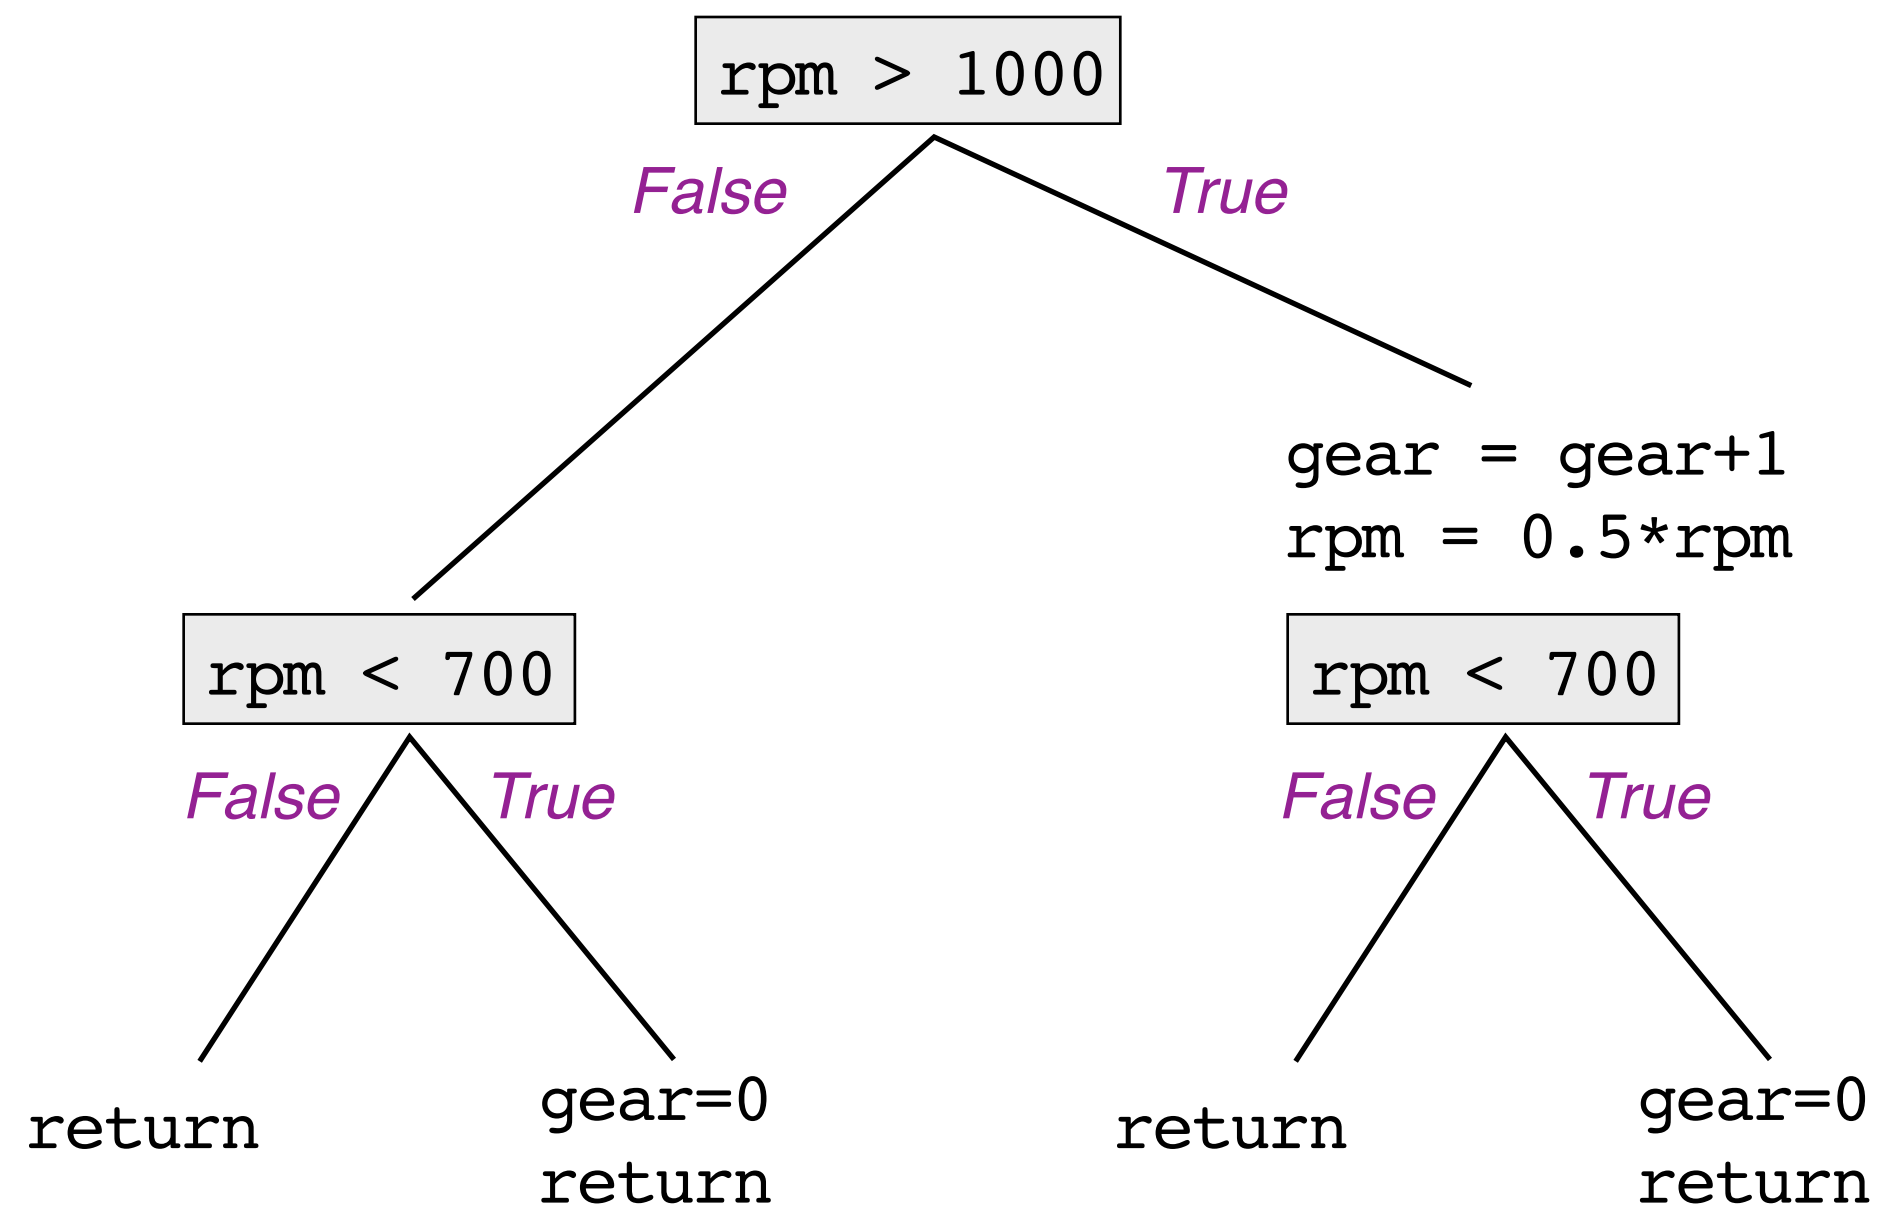 rpm > 1000
False
True
gear = gear+1
rpm = 0.5*rpm
rpm < 700
rpm < 700
False
True
False
True
return
gear=0
return
return
gear=0
return